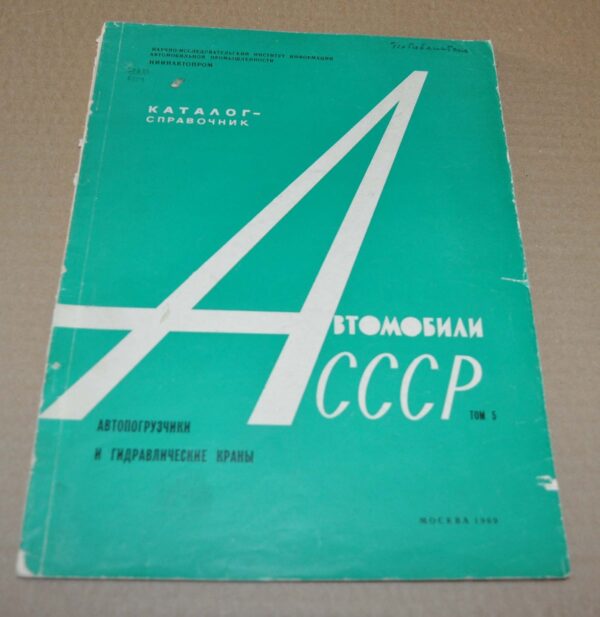 НАУЧНО-ИССЛЕДОВАТЕЛЬСКИЙ ИНСТИТУТ ИНФОРМАЦИИ
АВТОМОБИЛЬНОЙ ПРОМЫШЛЕННОСТИ
НИИНАВТОПРОМ
КАТАЛОГ-
СПРАВОЧНИК
АВТОМОБИЛИ
СССР
ТОМ 5
АВТОПОГРУЗЧИКИ
И ГИДРАВЛИЧЕСКИЕ КРАНЫ
МОСКВА 1969